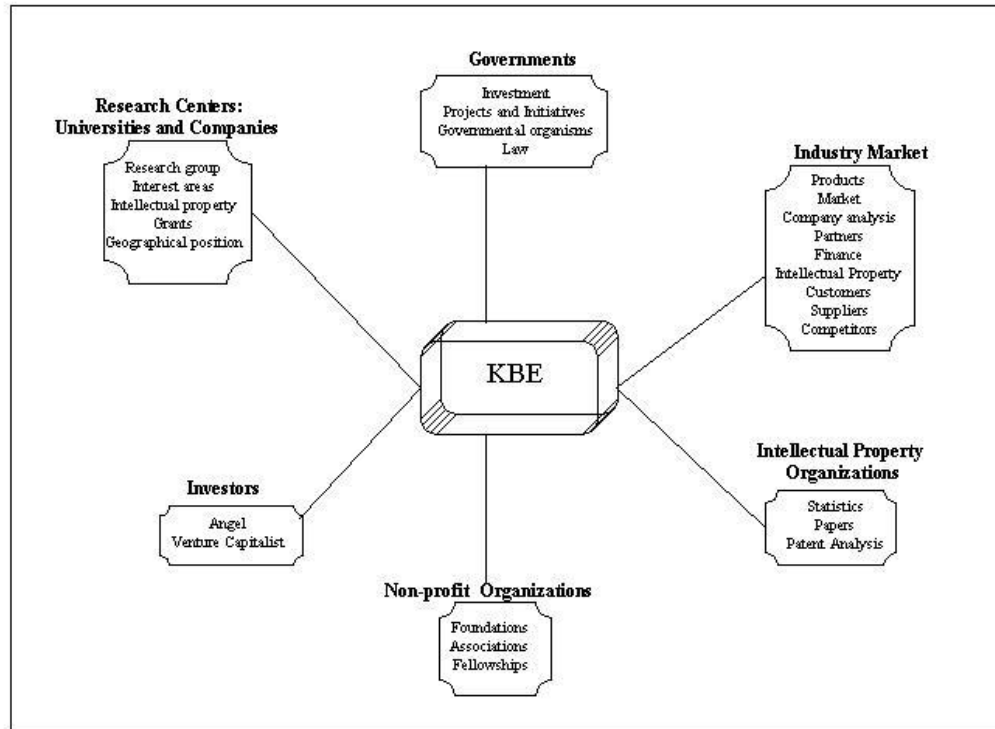 Governments
Investment
Projects and Initiatives
Governmental organisms
Law
Research Centers:
Universities and Companies
Research group
Interest areas
Intellectual property
Grants
Geographical position
Industry Market
Products
Market
Company analysis
Partners
Finance
Intellectual Property
Customers
Suppliers
Competitors
KBE
Investors
Angel
Venture Capitalist
Intellectual Property
Organizations
Statistics
Papers
Patent Analysis
Non-profit Organizations
Foundations
Associations
Fellowships